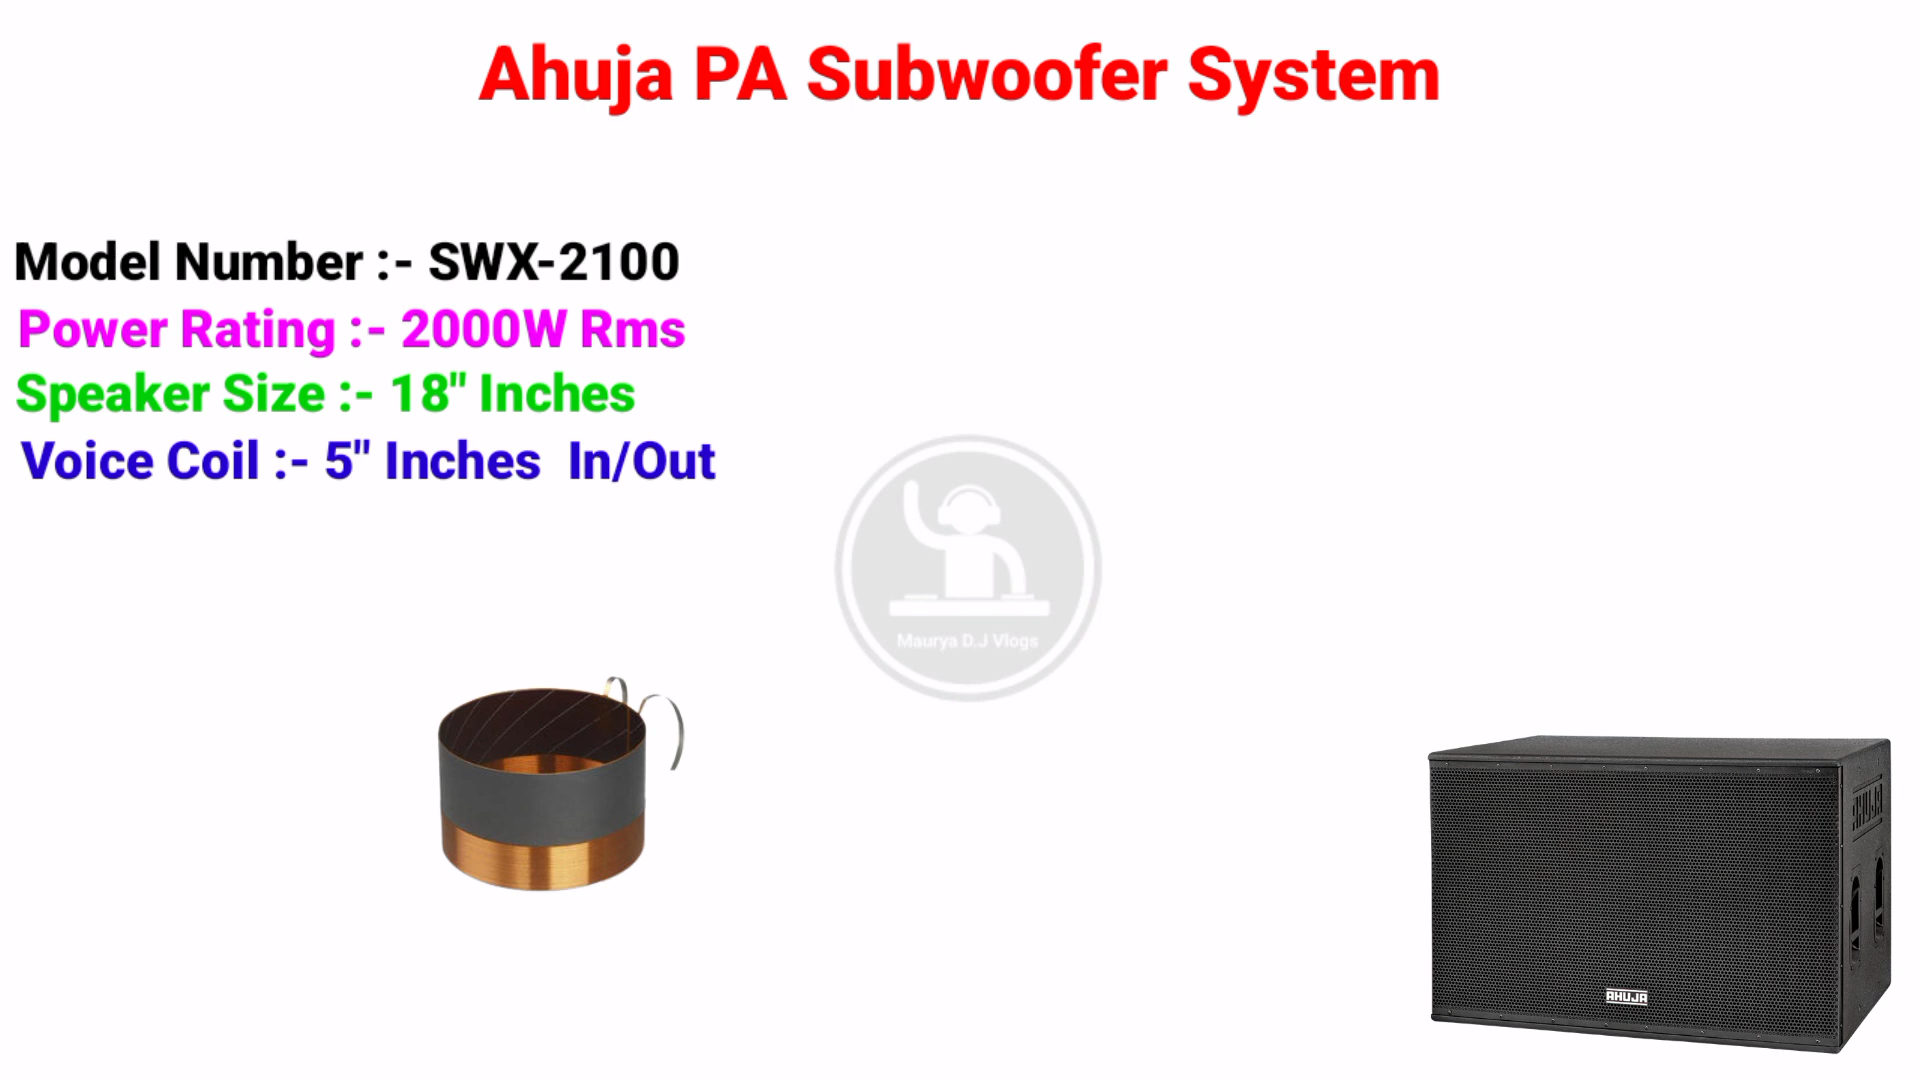 Ahuja PA Subwoofer System
Model Number :- SWX-2100
Power Rating :- 2000W Rms
Speaker Size :- 18" Inches
Voice Coil :- 5" Inches  In/Out
Maurya D.J Vlogs
AHUJA
AHUJA